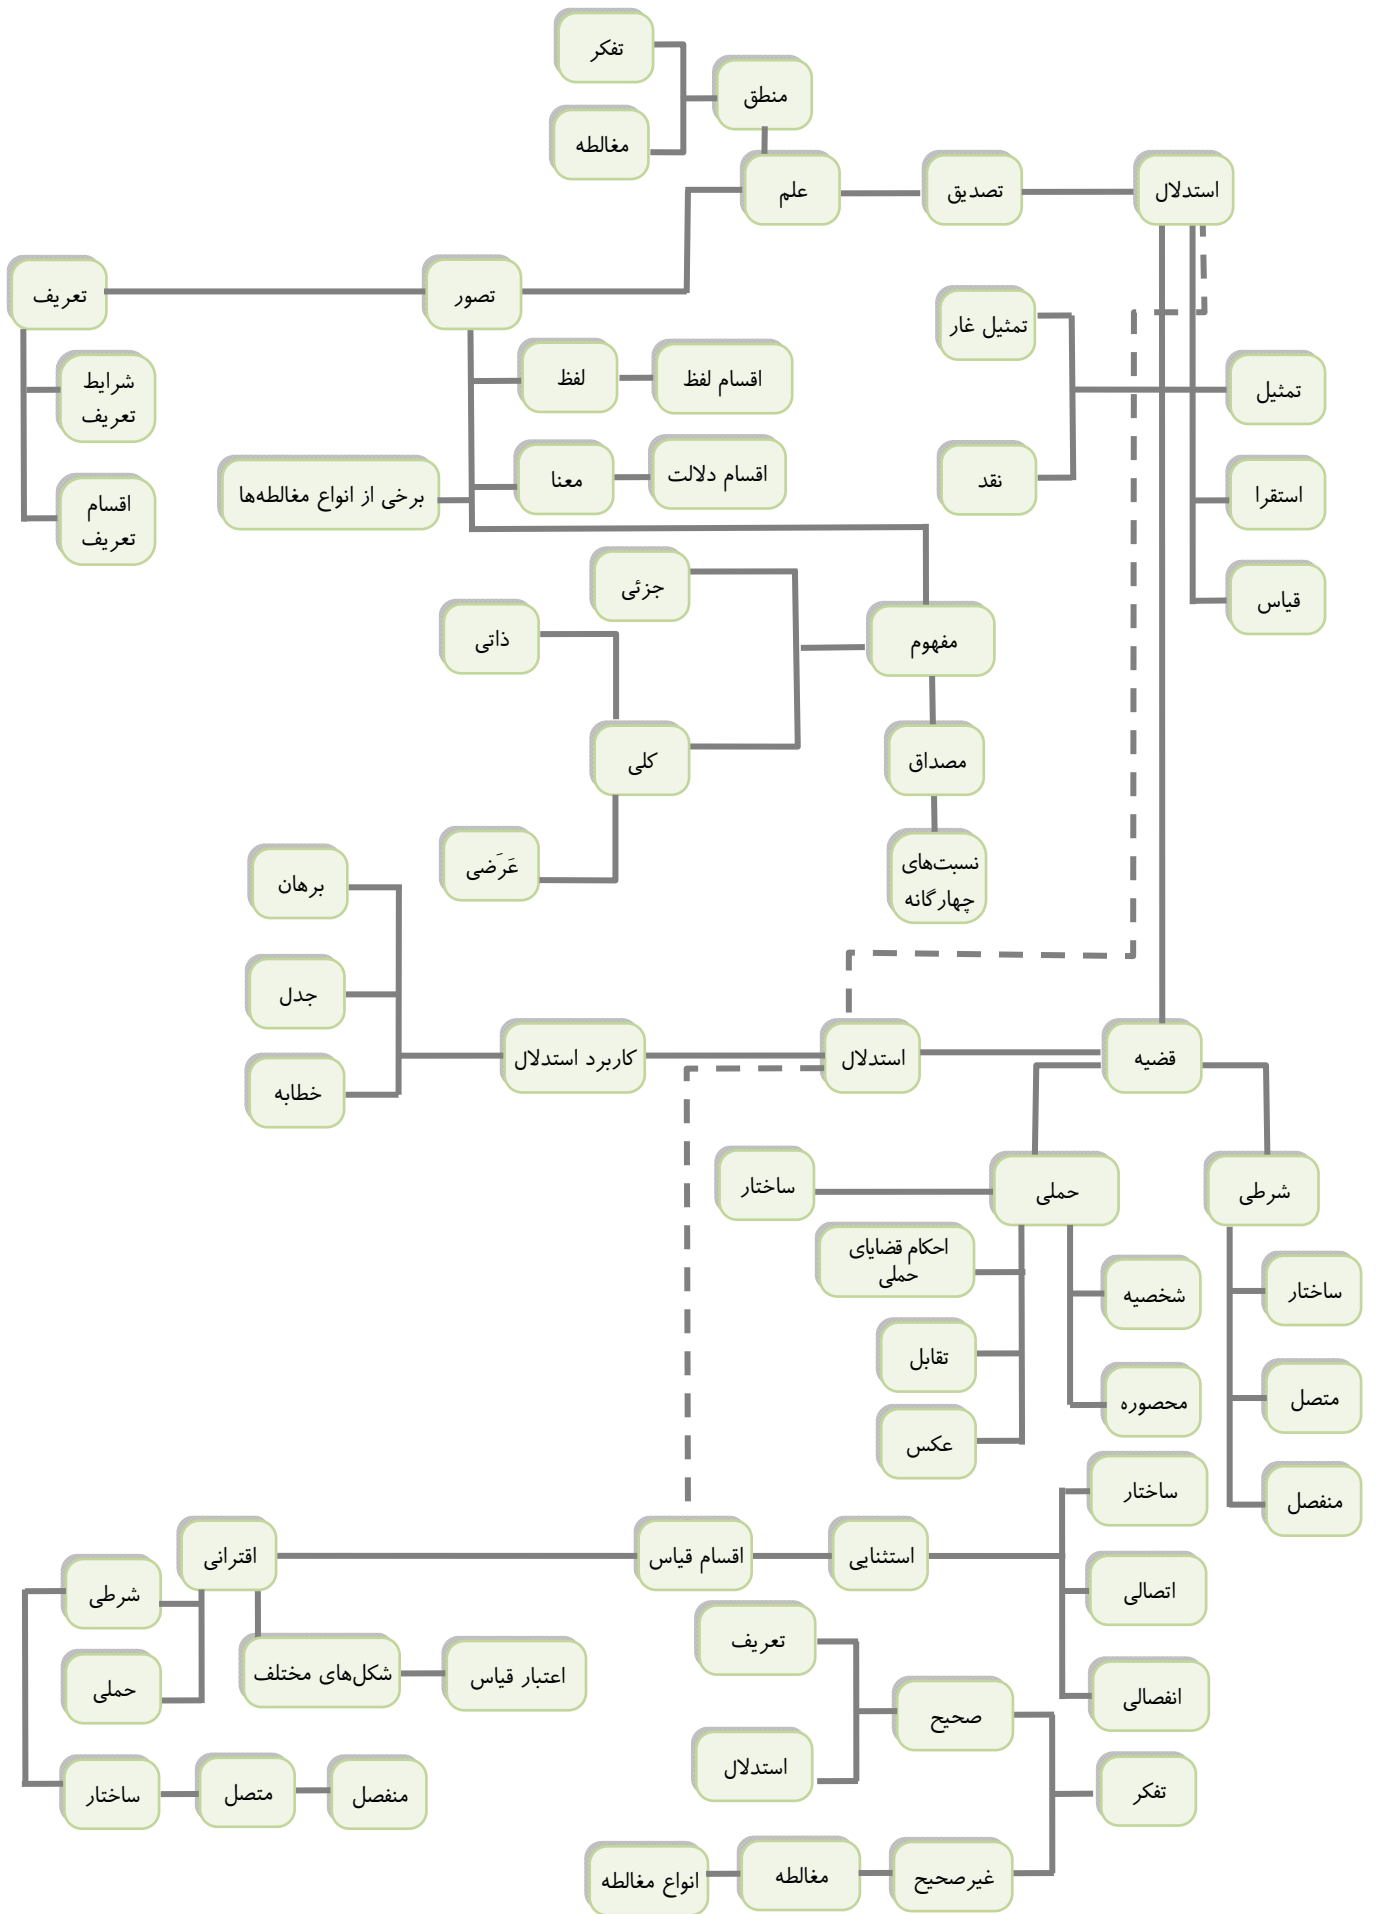 تفکر
منطق
مغالطه
استدلال
تصدیق
علم
تصور
تعریف
تمثیل غار
لفظ
اقسام لفظ
شرایط
تعریف
تمثیل
نقد
معنا
اقسام دلالت
برخی از انواع مغالطه‌ها
استقرا
اقسام
تعریف
جزئی
قیاس
ذاتی
مفهوم
کلی
مصداق
عَرَضی
نسبت‌های
چهارگانه
برهان
جدل
خطابه
قضیه
استدلال
کاربرد استدلال
شرطی
حملی
ساختار
احکام قضایای
حملی
شخصیه
ساختار
تقابل
محصوره
متصل
عکس
ساختار
منفصل
استثنایی
اقسام قیاس
اقترانی
اتصالی
شرطی
تعریف
شکل‌های مختلف
اعتبار قیاس
حملی
انفصالی
صحیح
استدلال
تفکر
ساختار
متصل
منفصل
غیرصحیح
مغالطه
انواع مغالطه